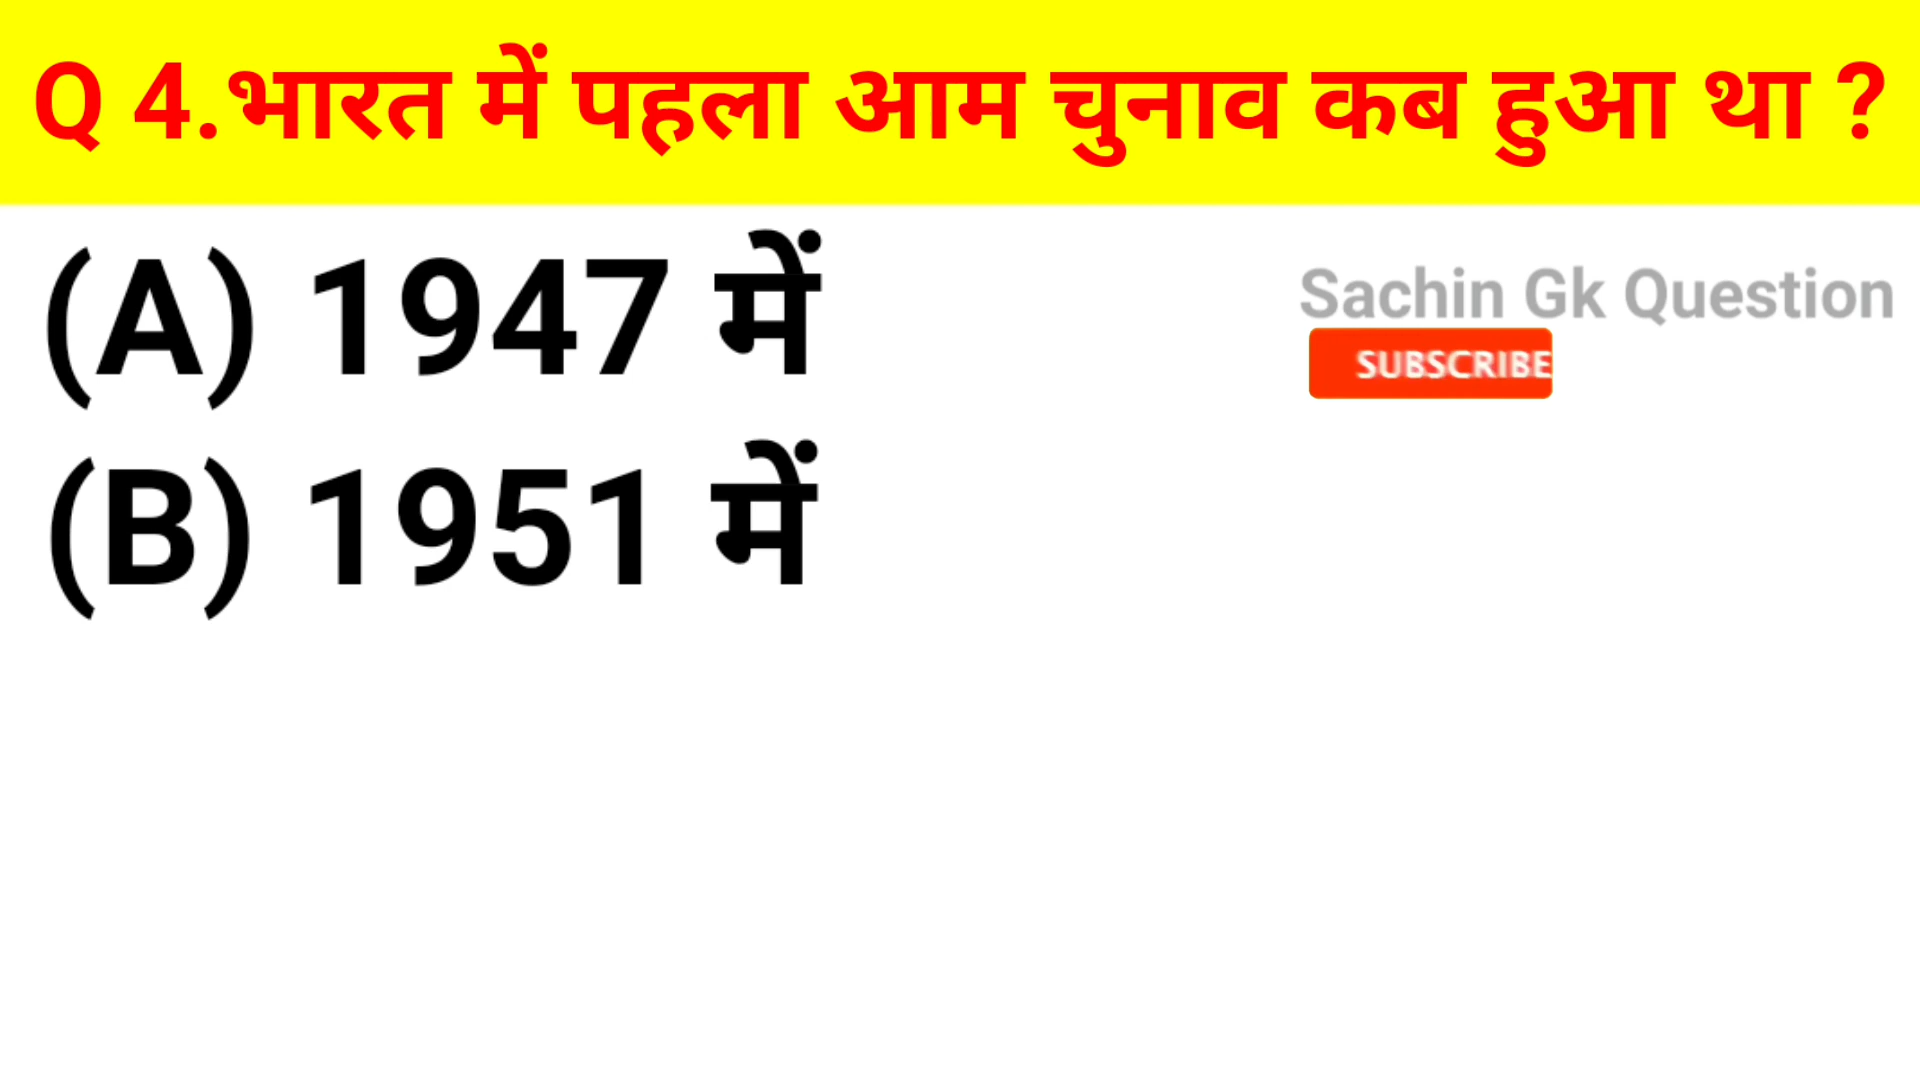 Q 4.भारत में पहला आम चुनाव कब हुआ था ?
(A) 1947 में
Sachin Gk Question
SUBSCRIBE
(B) 1951 में